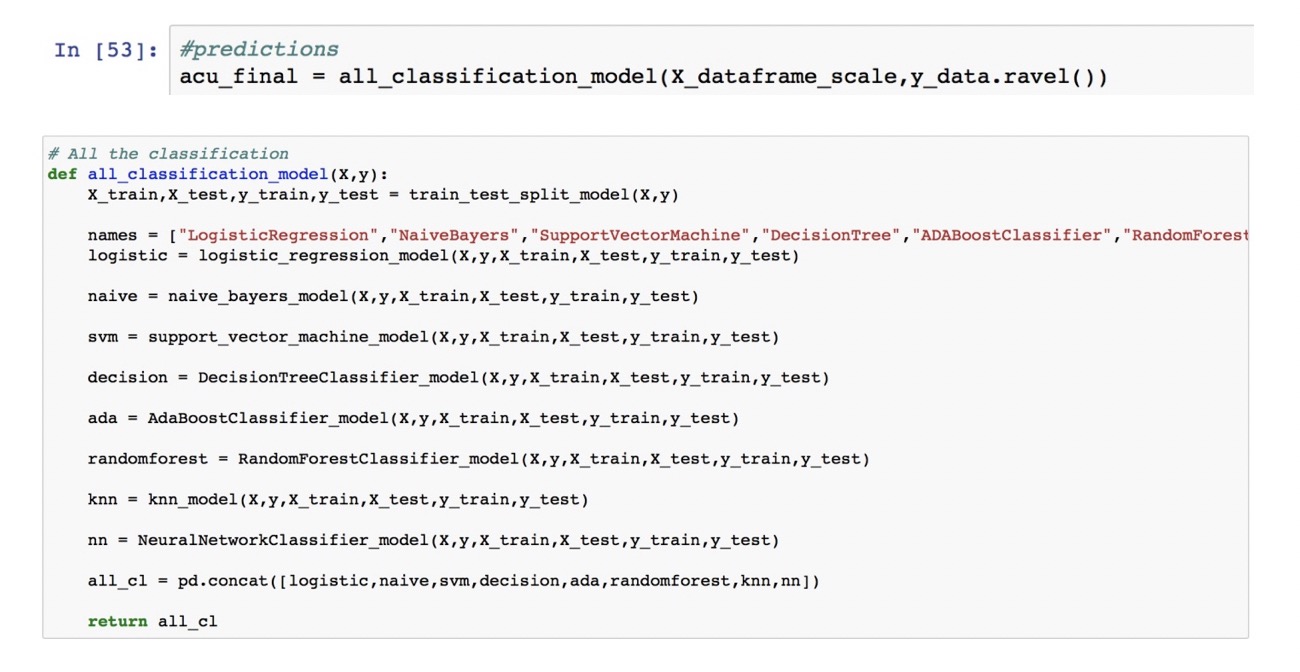 In [53]: #predictions
acu_final = all_classification_model(X_dataframe_scale,y_data.ravel())
# All the classification
def all_classification_model(X,y):
X_train,X_test,y_train,y_test = train_test_split_model(X,y)
names = ["LogisticRegression","NaiveBayers","SupportVectorMachine","DecisionTree","ADABoostClassifier","RandomForest
logistic = logistic_regression_model(X,y,X_train,X_test,y_train,y_test)
naive = naive_bayers_model(X,y,X_train,X_test,y_train,y_test)
svm = support_vector_machine_model(X,y,X_train,X_test,y_train,y_test)
decision = DecisionTreeClassifier_model(X,y,X_train,X_test,y_train,y_test)
ada = AdaBoostClassifier_model(X,y,X_train,X_test,y_train,y_test)
randomforest = RandomForestClassifier_model(X,y,X_train,X_test,y_train,y_test)
knn = knn_model(X,y,X_train,X_test,y_train,y_test)
nn = NeuralNetworkClassifier_model(X,y,X_train,X_test,y_train,y_test)
all_cl = pd.concat([logistic,naive,svm,decision,ada,randomforest,knn,nn])
return all_cl